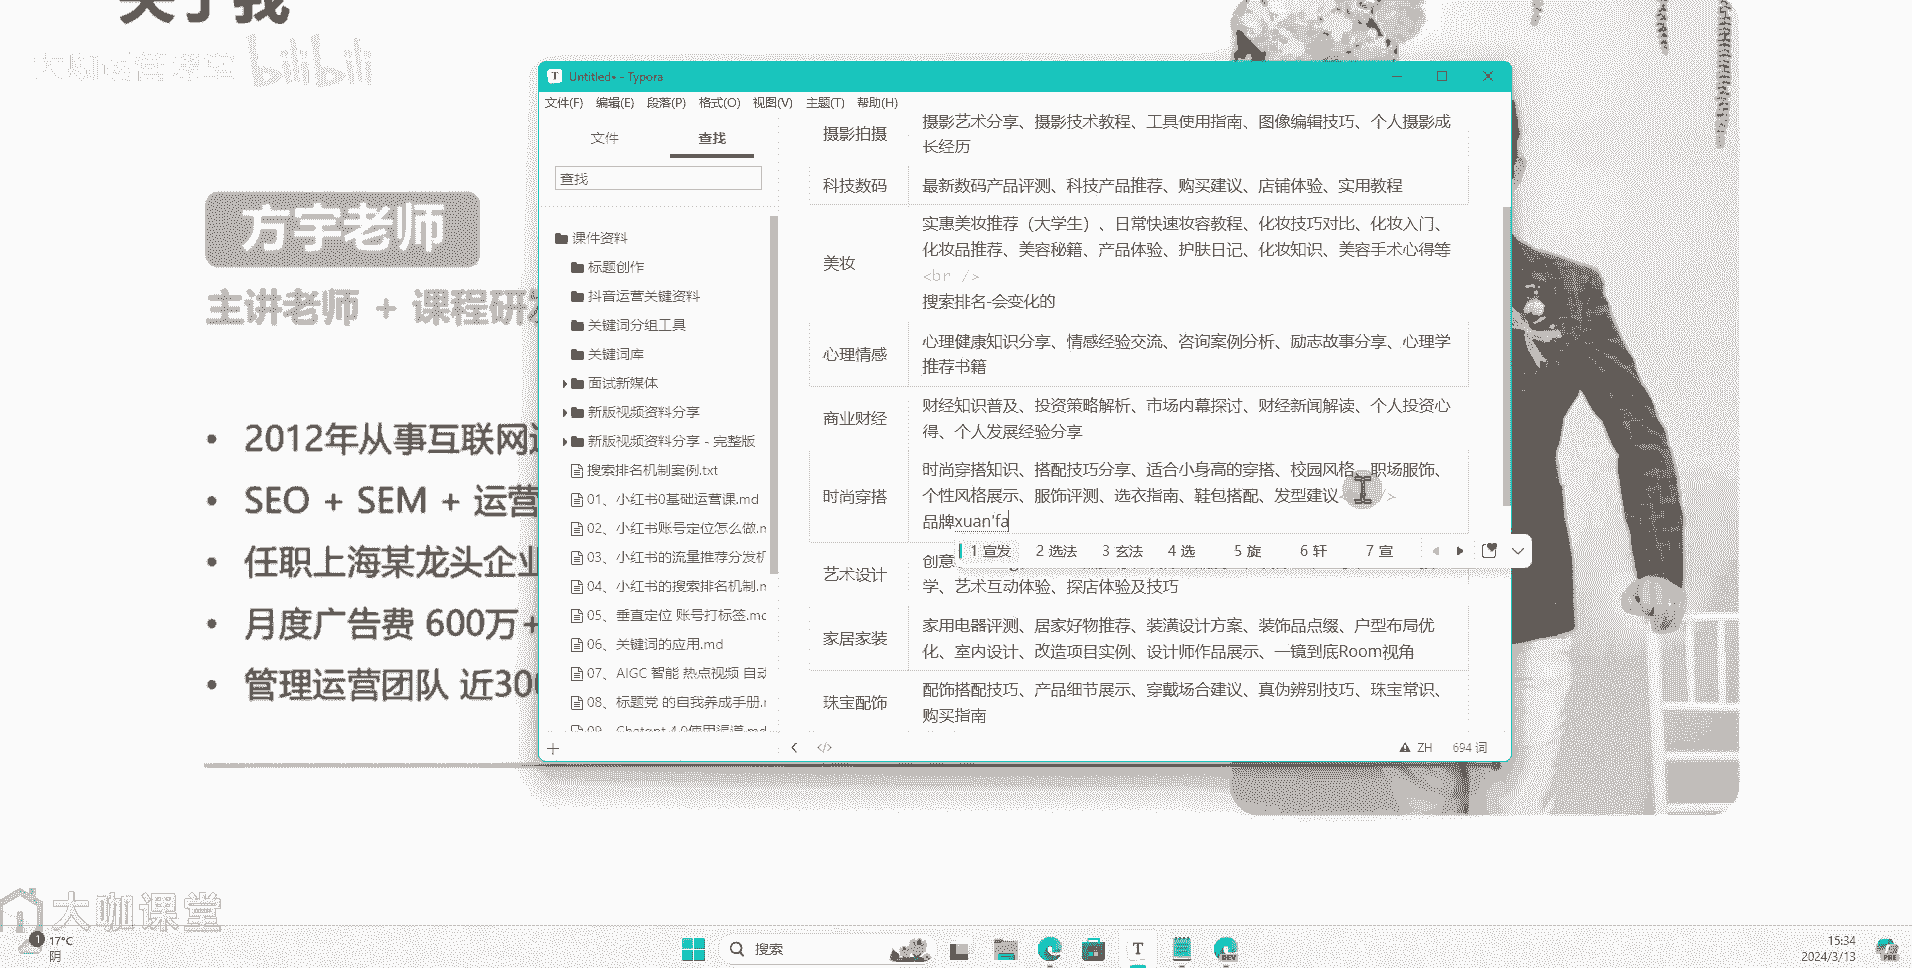 关于我
大咖运营课堂 bilibili
方宇老师
主讲老师 + 课程研发
• 2012年从事互联网运
• SEO + SEM + 运营
• 任职上海某龙头企业
• 月度广告费 600万+
• 管理运营团队 近300
Untitled• - Typora
文件(F) 编辑(E) 段落(P) 格式(O) 视图(V) 主题(T) 帮助(H)
文件 查找
查找
课件资料
标题创作
抖音运营关键资料
关键词分组工具
关键词库
面试新媒体
新版视频资料分享
新版视频资料分享 - 完整版
搜索排名机制案例.txt
01、小红书0基础运营课.md
02、小红书账号定位怎么做.m
03、小红书的流量推荐分发机
04、小红书的搜索排名机制.m
05、垂直定位 账号打标签.mc
06、关键词的应用.md
07、AIGC 智能 热点视频 自动
08、标题党 的自我养成手册.r
09、Chatgpt 4.0使用渠道.md
摄影拍摄
摄影艺术分享、摄影技术教程、工具使用指南、图像编辑技巧、个人摄影成
长经历
科技数码
最新数码产品评测、科技产品推荐、购买建议、店铺体验、实用教程
美妆
实惠美妆推荐（大学生）、日常快速妆容教程、化妆技巧对比、化妆入门、
化妆品推荐、美容秘籍、产品体验、护肤日记、化妆知识、美容手术心得等
<br />
搜索排名-会变化的
心理情感
心理健康知识分享、情感经验交流、咨询案例分析、励志故事分享、心理学
推荐书籍
商业财经
财经知识普及、投资策略解析、市场内幕探讨、财经新闻解读、个人投资心
得、个人发展经验分享
时尚穿搭
时尚穿搭知识、搭配技巧分享、适合小身高的穿搭、校园风格、职场服饰、
个性风格展示、服饰评测、选衣指南、鞋包搭配、发型建议 >
品牌xuan'fa
1 宣发 2 选法 3 玄法 4 选 5 旋 6 轩 7 宣
艺术设计
创意
学、艺术互动体验、探店体验及技巧
家居家装
家用电器评测、居家好物推荐、装潢设计方案、装饰品点缀、户型布局优
化、室内设计、改造项目实例、设计师作品展示、一镜到底Room视角
珠宝配饰
配饰搭配技巧、产品细节展示、穿戴场合建议、真伪辨别技巧、珠宝常识、
购买指南
</> ZH 694 词
大咖课堂
1 17°C
阴
搜索
T
DEV
15:34
2024/3/13
PRE